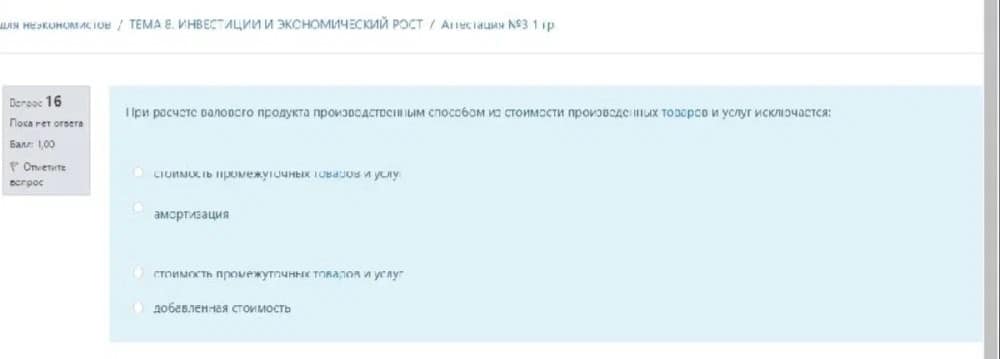 для неэкономистов / ТЕМА 8. ИНВЕСТИЦИИ И ЭКОНОМИЧЕСКИЙ РОСТ / Аттестация №3 1 гр
Вопрос 16
Пока нет ответа
Балл: 1,00
Отметить
вопрос
При расчете валового продукта производственным способом из стоимости произведенных товаров и услуг исключается:
стоимость промежуточных товаров и услуг
амортизация
стоимость промежуточных товаров и услуг
добавленная стоимость